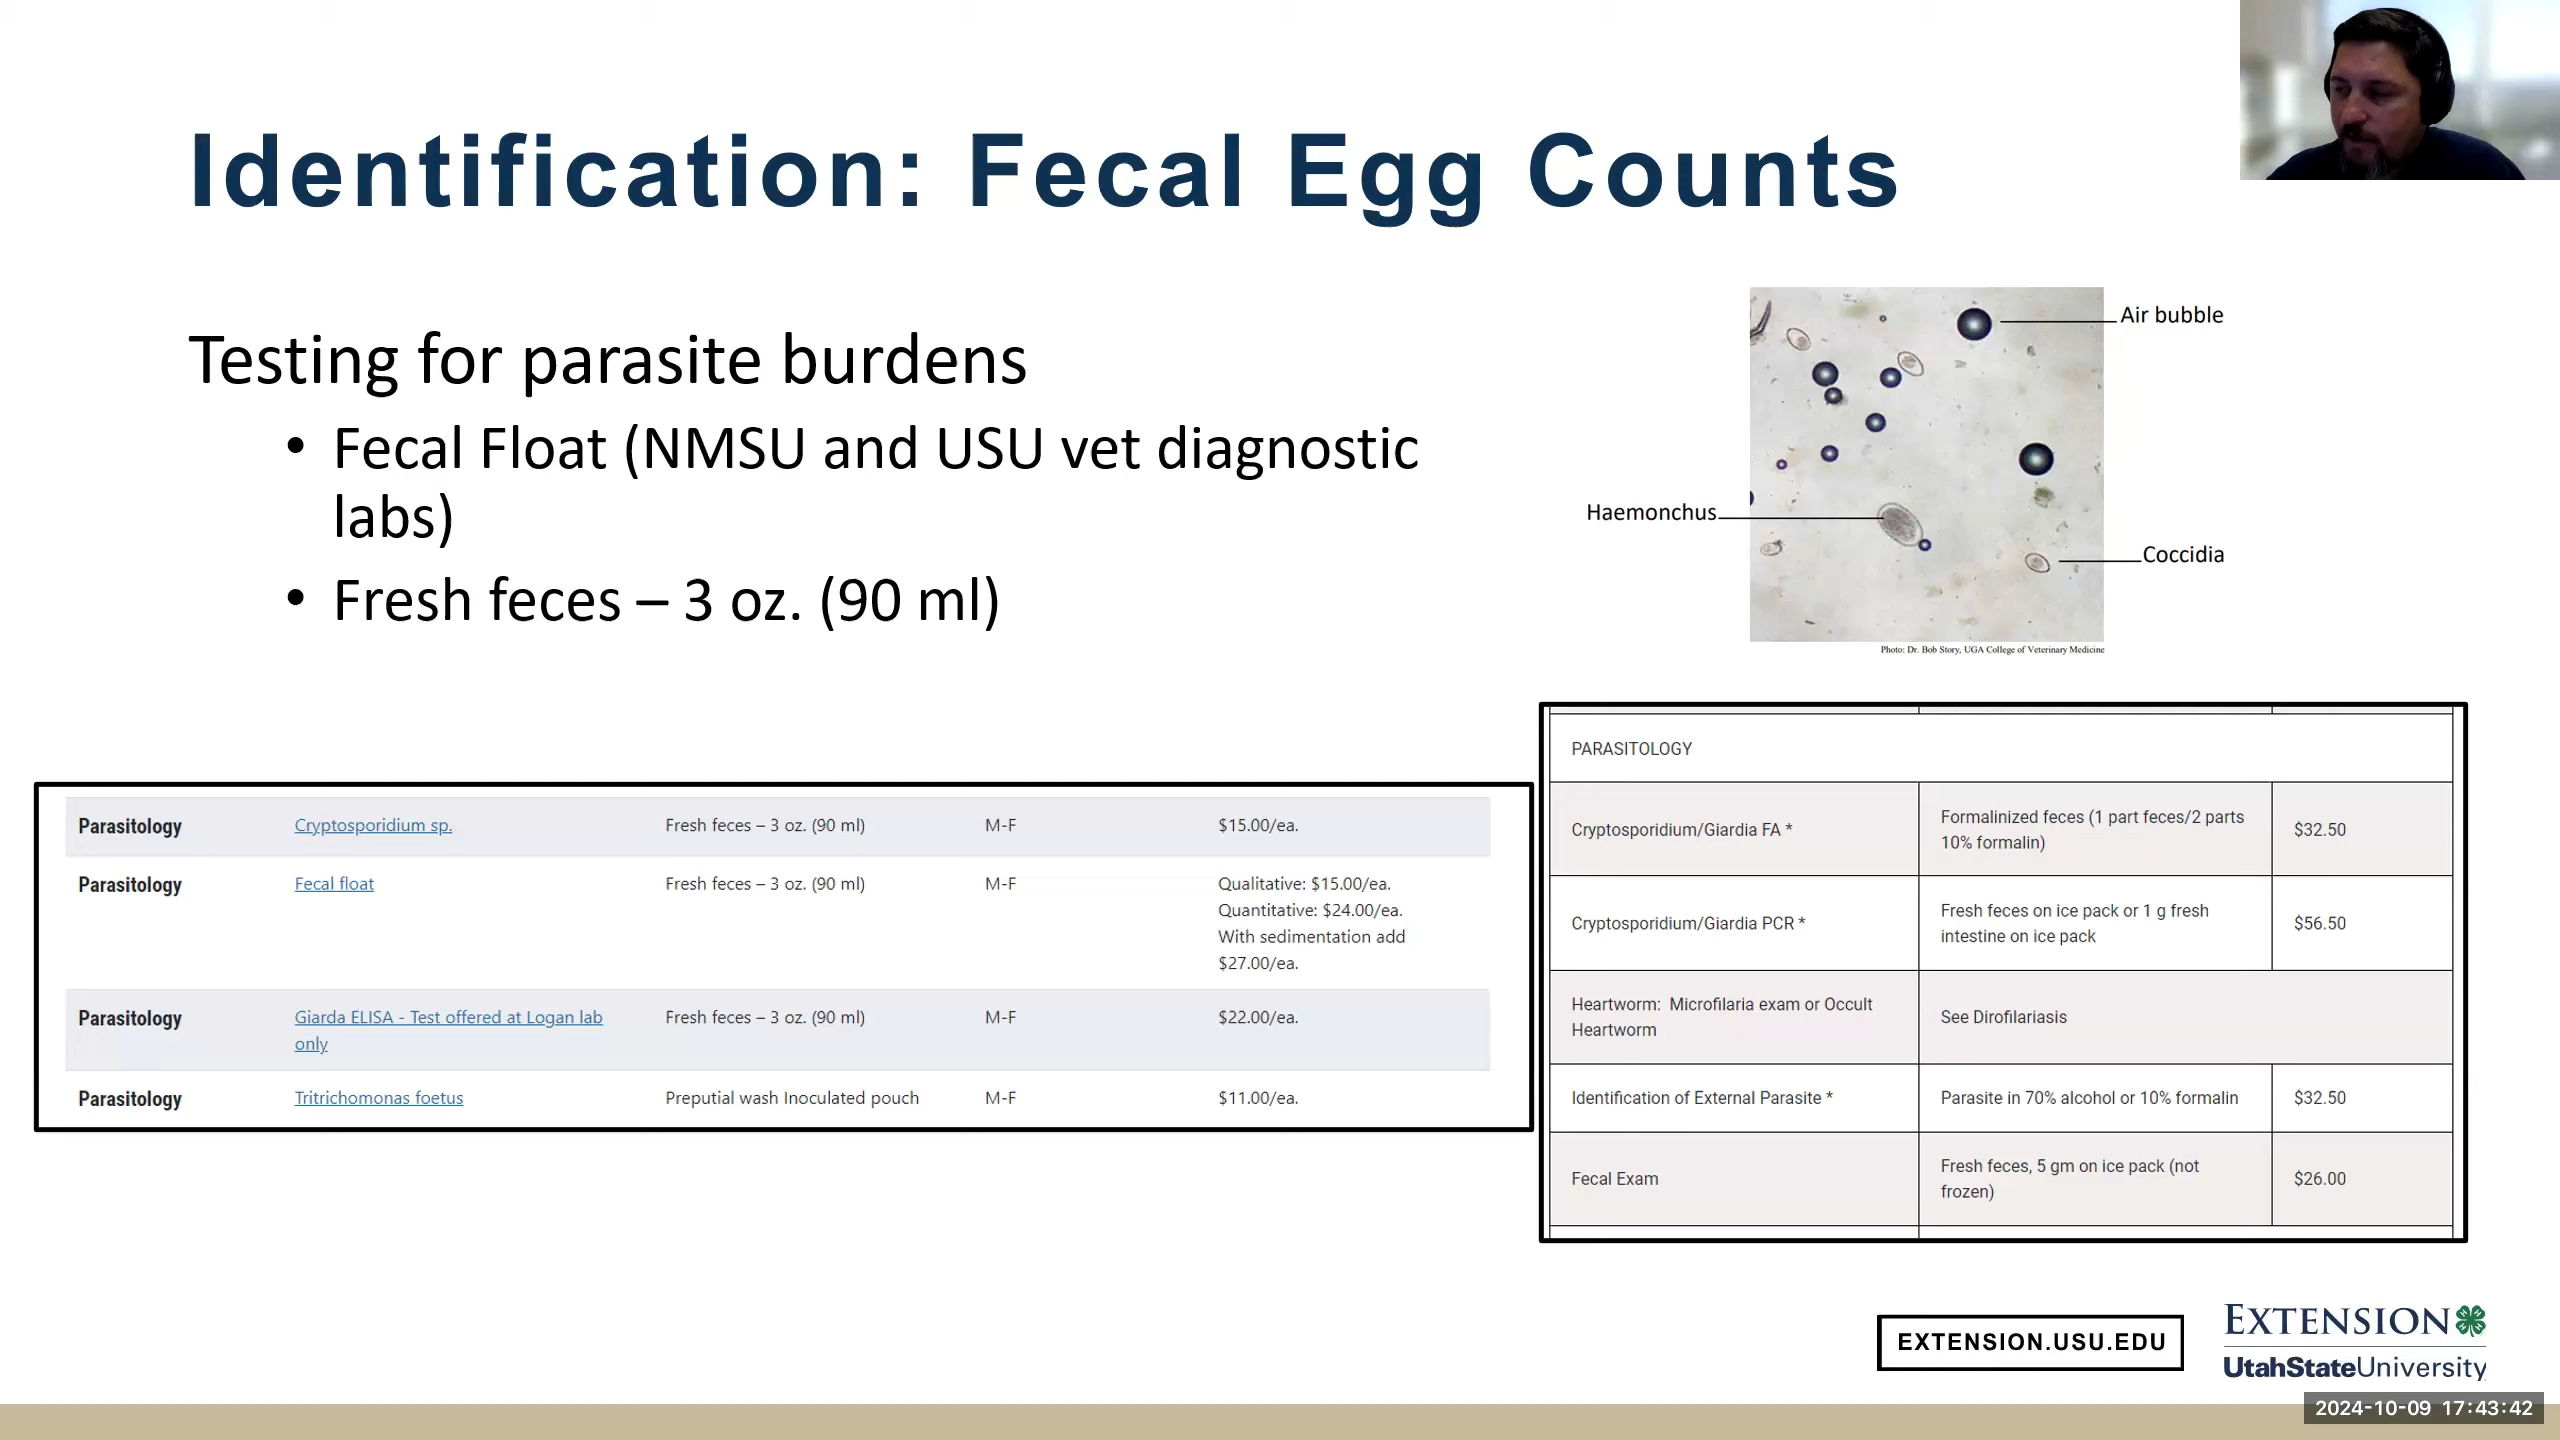 Identification: Fecal Egg Counts
Testing for parasite burdens
• Fecal Float (NMSU and USU vet diagnostic
labs)
• Fresh feces – 3 oz. (90 ml)
Air bubble
Haemonchus
Coccidia
Photo: Dr. Bob Story, UGA College of Veterinary Medicine
Parasitology Cryptosporidium sp. Fresh feces – 3 oz. (90 ml) M-F $15.00/ea.
Parasitology Fecal float Fresh feces – 3 oz. (90 ml) M-F Qualitative: $15.00/ea.
Quantitative: $24.00/ea.
With sedimentation add
$27.00/ea.
Parasitology Giarda ELISA - Test offered at Logan lab Fresh feces – 3 oz. (90 ml) M-F $22.00/ea.
only
Parasitology Tritrichomonas foetus Preputial wash Inoculated pouch M-F $11.00/ea.
PARASITOLOGY
Cryptosporidium/Giardia FA * Formalinized feces (1 part feces/2 parts $32.50
10% formalin)
Cryptosporidium/Giardia PCR * Fresh feces on ice pack or 1 g fresh $56.50
intestine on ice pack
Heartworm: Microfilaria exam or Occult See Dirofilariasis
Heartworm
Identification of External Parasite * Parasite in 70% alcohol or 10% formalin $32.50
Fecal Exam Fresh feces, 5 gm on ice pack (not $26.00
frozen)
EXTENSION.USU.EDU
EXTENSION
UtahStateUniversity
2024-10-09 17:43:42